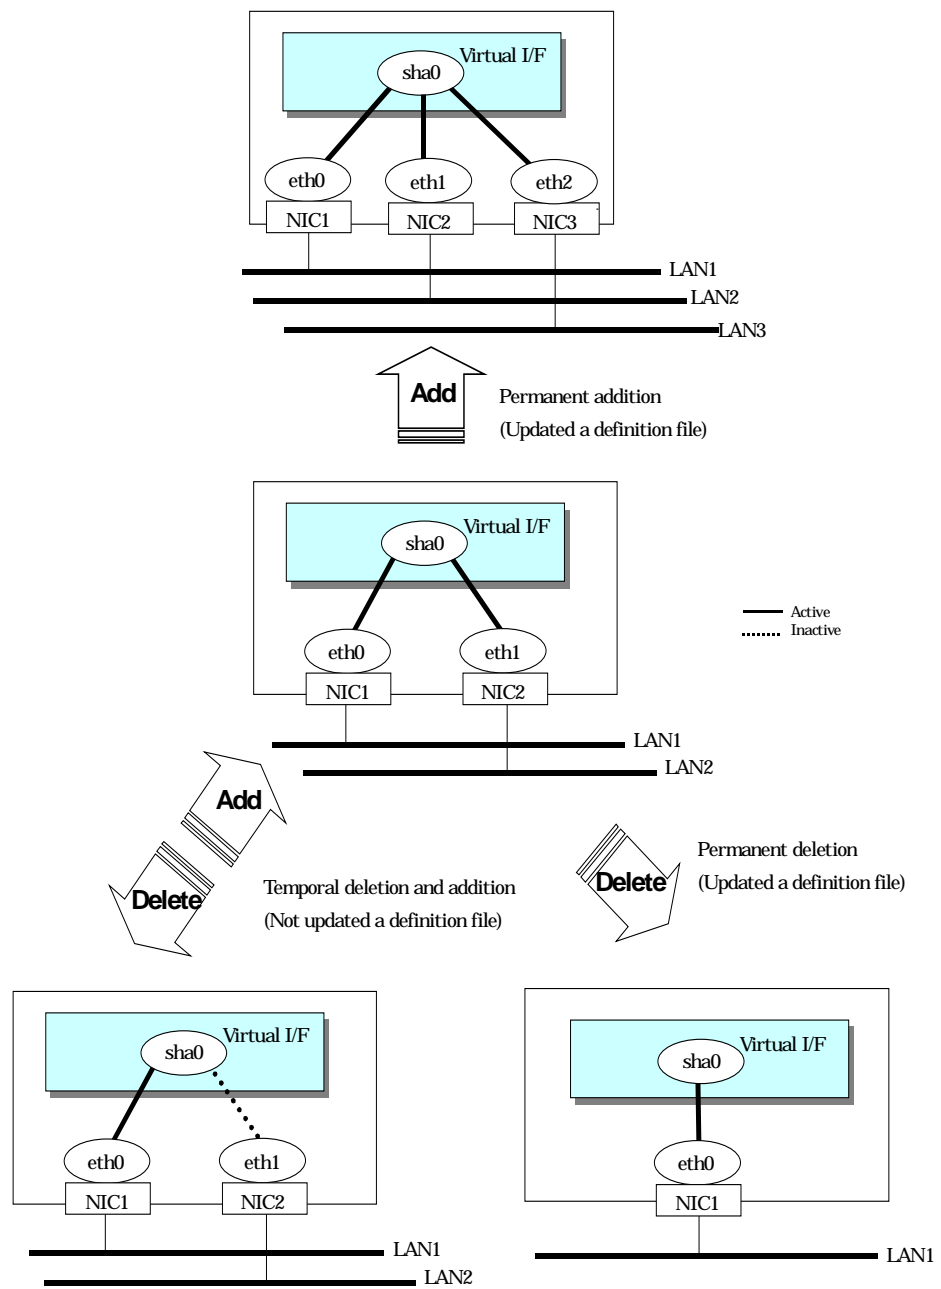 Virtual I/F
sha0
eth0
eth1
eth2
NIC1
NIC2
NIC3
LAN1
LAN2
LAN3
Add
Permanent addition
(Updated a definition file)
Virtual I/F
sha0
Active
Inactive
eth0
eth1
NIC1
NIC2
LAN1
LAN2
Add
Delete
Temporal deletion and addition
(Not updated a definition file)
Delete
Permanent deletion
(Updated a definition file)
Virtual I/F
sha0
eth0
eth1
NIC1
NIC2
LAN1
LAN2
Virtual I/F
sha0
eth0
NIC1
LAN1